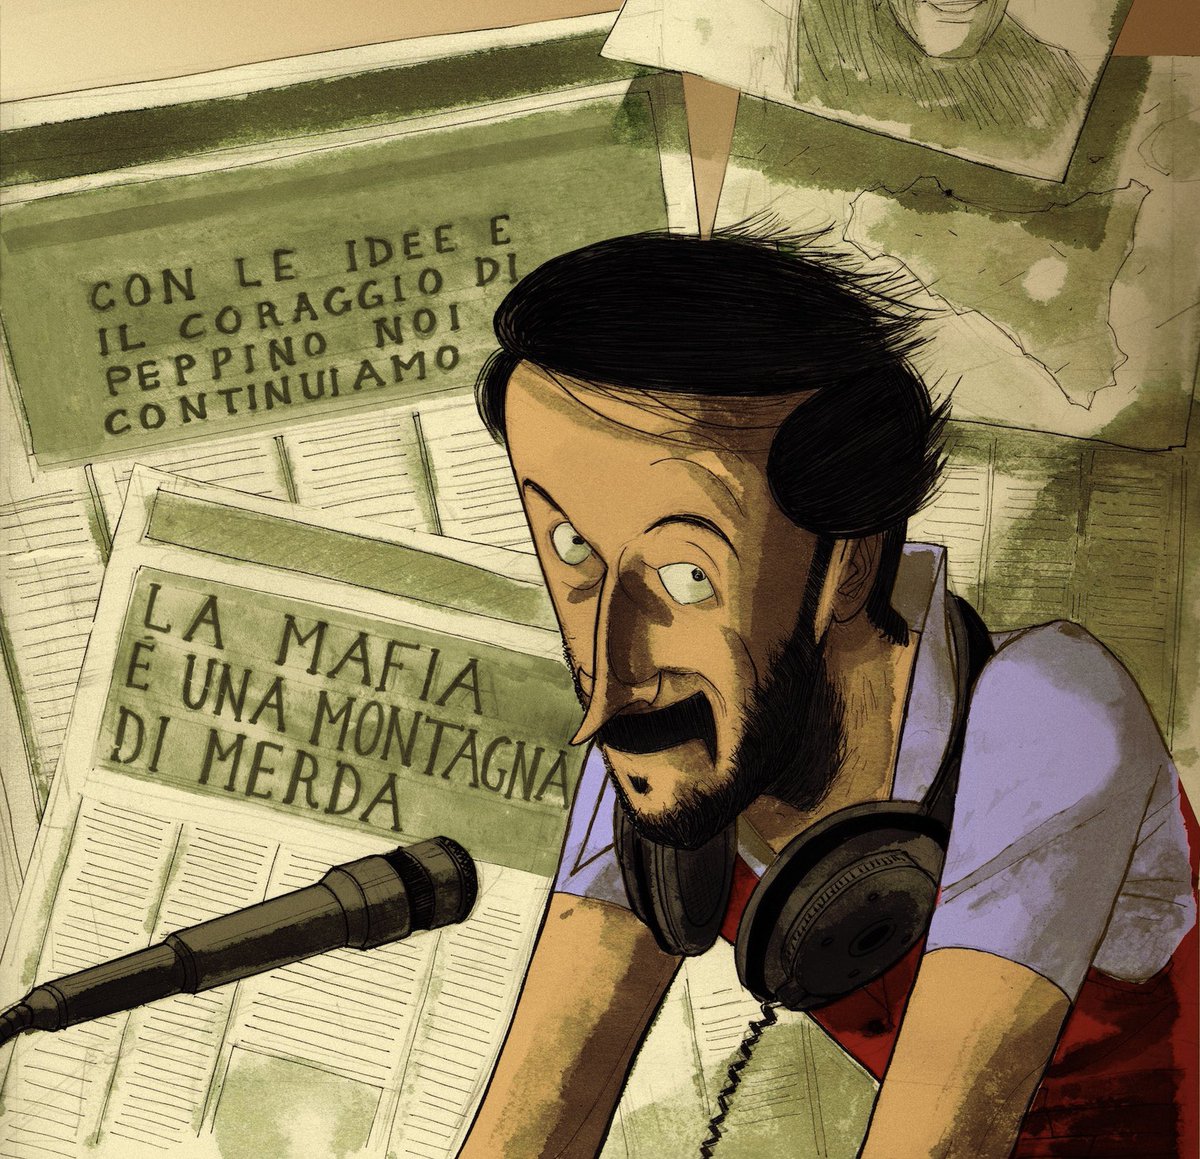 CON LE IDEE E
IL CORAGGIO DI
PEPPINO NOI
CONTINUIAMO
LA MAFIA
É UNA MONTAGNA
DI MERDA